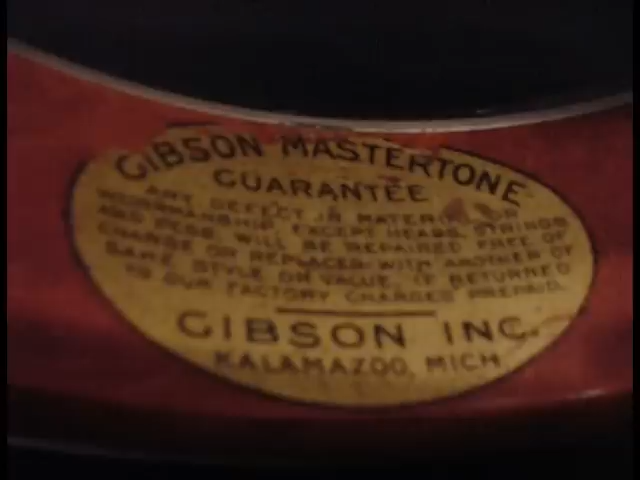 GIBSON MASTERTONE
GUARANTEE
ANY DEFECT IN MATERIAL OR
WORKMANSHIP, EXCEPT HEADS, STRINGS
AND PEGS, WILL BE REPAIRED FREE OF
CHARGE OR REPLACED WITH ANOTHER OF
SAME STYLE OR VALUE, IF RETURNED
TO OUR FACTORY CHARGES PREPAID.
GIBSON INC.
KALAMAZOO, MICH